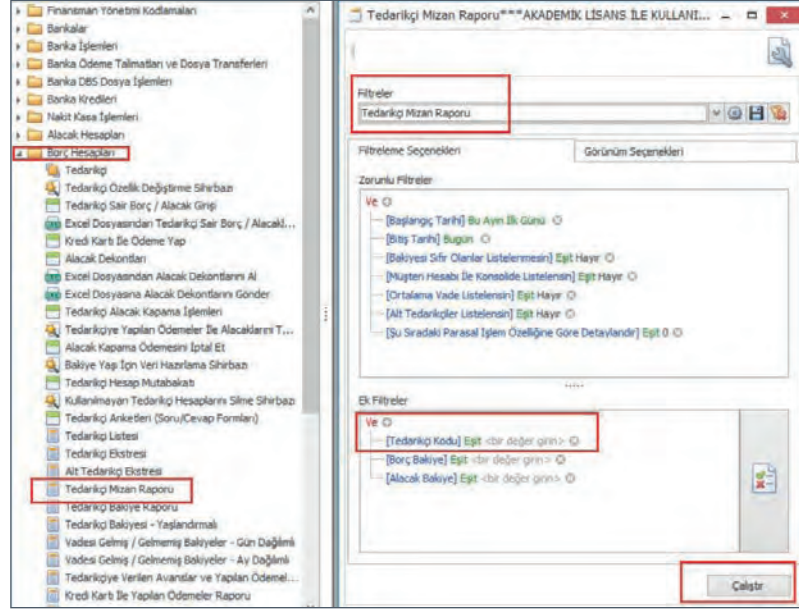 Finansman Yönetimi Kodlamaları
Bankalar
Banka İşlemleri
Banka Ödeme Talimatları ve Dosya Transferleri
Banka DBS Dosya İşlemleri
Banka Kredileri
Nakit Kasa İşlemleri
Alacak Hesapları
Borç Hesapları
Tedarikçi
Tedarikçi Özellik Değiştirme Sihirbazı
Tedarikçi Sair Borç / Alacak Girişi
Excel Dosyasından Tedarikçi Sair Borç / Alacakl...
Kredi Kartı İle Ödeme Yap
Alacak Dekontları
Excel Dosyasından Alacak Dekontlarını Al
Excel Dosyasına Alacak Dekontlarını Gönder
Tedarikçi Alacak Kapama İşlemleri
Tedarikçiye Yapılan Ödemeler İle Alacaklarını T...
Alacak Kapama Ödemesini İptal Et
Bakiye Yaşı İçin Veri Hazırlama Sihirbazı
Tedarikçi Hesap Mutabakatı
Kullanılmayan Tedarikçi Hesaplarını Silme Sihirbazı
Tedarikçi Anketleri (Soru/Cevap Formları)
Tedarikçi Listesi
Tedarikçi Ekstresi
Alt Tedarikçi Ekstresi
Tedarikçi Mizan Raporu
Tedarikçi Bakiye Raporu
Tedarikçi Bakiyesi - Yaşlandırmalı
Vadesi Gelmiş / Gelmemiş Bakiyeler - Gün Dağılımlı
Vadesi Gelmiş / Gelmemiş Bakiyeler - Ay Dağılımlı
Tedarikçiye Verilen Avanslar ve Yapılan Ödemel...
Kredi Kartı İle Yapılan Ödemeler Raporu
Tedarikçi Mizan Raporu***AKADEMİK LİSANS İLE KULLANI...
Filtreler
Tedarikçi Mizan Raporu
Filtreleme Seçenekleri
Görünüm Seçenekleri
Zorunlu Filtreler
Ve
[Başlangıç Tarihi] Bu Ayın İlk Günü
[Bitiş Tarihi] Bugün
[Bakiyesi Sıfır Olanlar Listelenmesin] Eşit Hayır
[Müşteri Hesabı İle Konsolide Listelensin] Eşit Hayır
[Ortalama Vade Listelensin] Eşit Hayır
[Alt Tedarikçiler Listelensin] Eşit Hayır
[Şu Sıradaki Parasal İşlem Özelliğine Göre Detaylandır] Eşit 0
Ek Filtreler
Ve
[Tedarikçi Kodu] Eşit <bir değer girin>
[Borç Bakiye] Eşit <bir değer girin>
[Alacak Bakiye] Eşit <bir değer girin>
Çalıştır